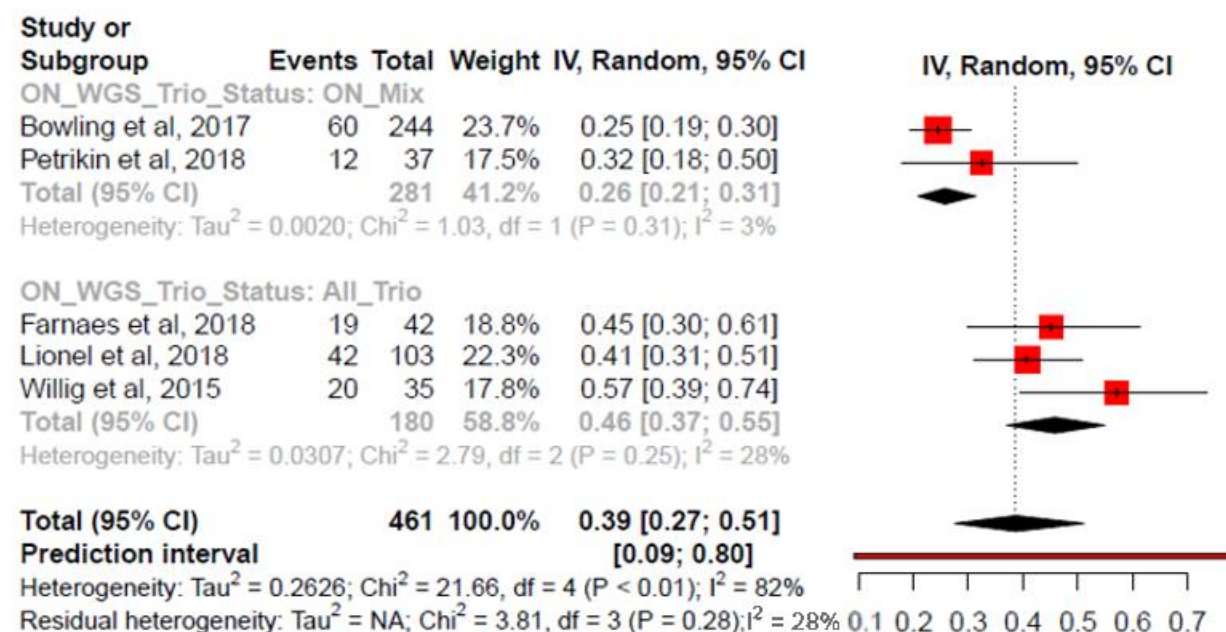 Study or
Subgroup Events Total Weight IV, Random, 95% CI IV, Random, 95% CI
ON_WGS_Trio_Status: ON_Mix
Bowling et al, 2017 60 244 23.7% 0.25 [0.19; 0.30]
Petrikin et al, 2018 12 37 17.5% 0.32 [0.18; 0.50]
Total (95% CI) 281 41.2% 0.26 [0.21; 0.31]
Heterogeneity: Tau² = 0.0020; Chi² = 1.03, df = 1 (P = 0.31); I² = 3%
ON_WGS_Trio_Status: All_Trio
Farnaes et al, 2018 19 42 18.8% 0.45 [0.30; 0.61]
Lionel et al, 2018 42 103 22.3% 0.41 [0.31; 0.51]
Willig et al, 2015 20 35 17.8% 0.57 [0.39; 0.74]
Total (95% CI) 180 58.8% 0.46 [0.37; 0.55]
Heterogeneity: Tau² = 0.0307; Chi² = 2.79, df = 2 (P = 0.25); I² = 28%
Total (95% CI) 461 100.0% 0.39 [0.27; 0.51]
Prediction interval [0.09; 0.80]
Heterogeneity: Tau² = 0.2626; Chi² = 21.66, df = 4 (P < 0.01); I² = 82%
Residual heterogeneity: Tau² = NA; Chi² = 3.81, df = 3 (P = 0.28);I² = 28% 0.1 0.2 0.3 0.4 0.5 0.6 0.7